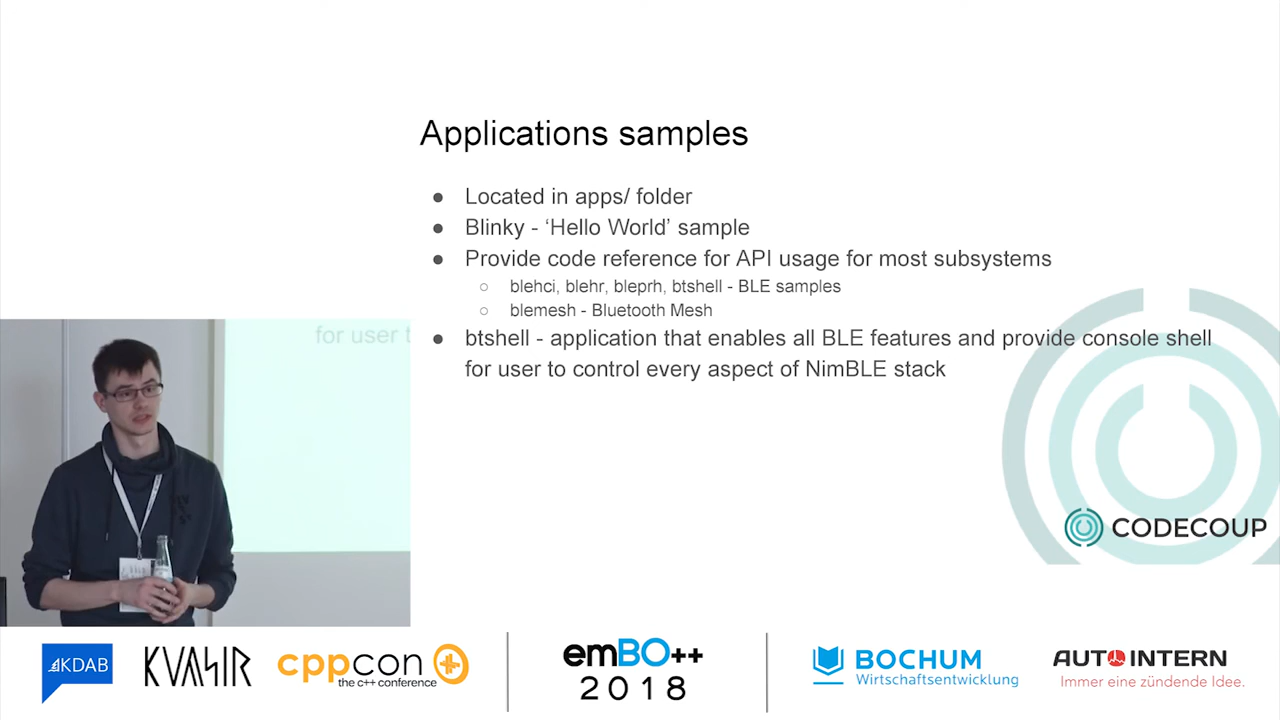 Applications samples
● Located in apps/ folder
● Blinky - ‘Hello World’ sample
● Provide code reference for API usage for most subsystems
○ blehci, blehr, bleprh, btshell - BLE samples
○ blemesh - Bluetooth Mesh
● btshell - application that enables all BLE features and provide console shell
for user to control every aspect of NimBLE stack
for user t
CODECOUP
KDAB
KVASIR
cppcon
the c++ conference
emBO++
2018
BOCHUM
Wirtschaftsentwicklung
AUTOINTERN
Immer eine zündende Idee.